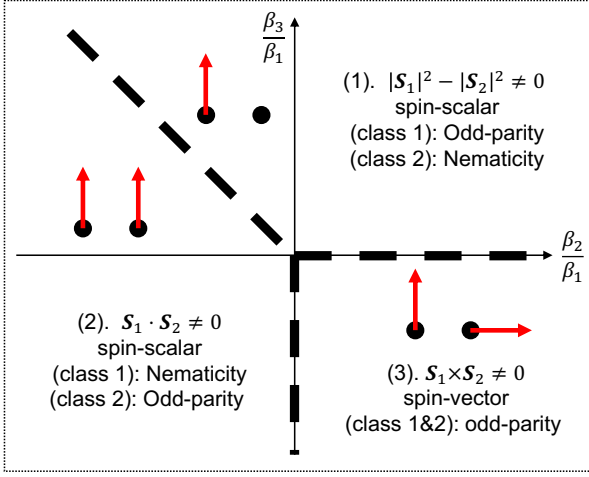 β₃/β₁
(1). |𝑺₁|² − |𝑺₂|² ≠ 0
spin-scalar
(class 1): Odd-parity
(class 2): Nematicity
β₂/β₁
(2). 𝑺₁ · 𝑺₂ ≠ 0
spin-scalar
(class 1): Nematicity
(class 2): Odd-parity
(3). 𝑺₁×𝑺₂ ≠ 0
spin-vector
(class 1&2): odd-parity